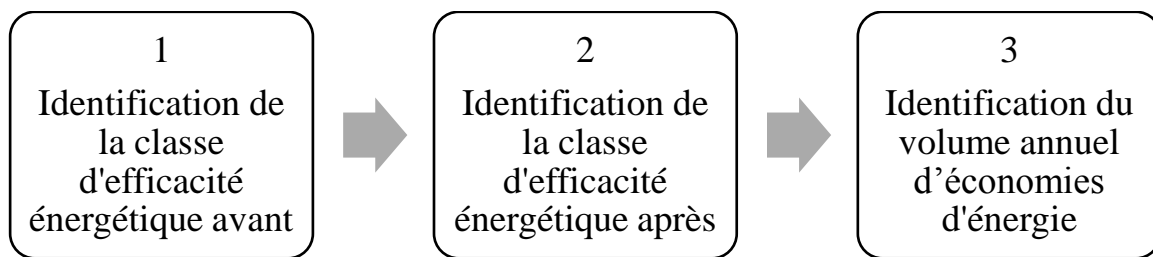 1
Identification de
la classe
d'efficacité
énergétique avant
2
Identification de
la classe
d'efficacité
énergétique après
3
Identification du
volume annuel
d’économies
d'énergie